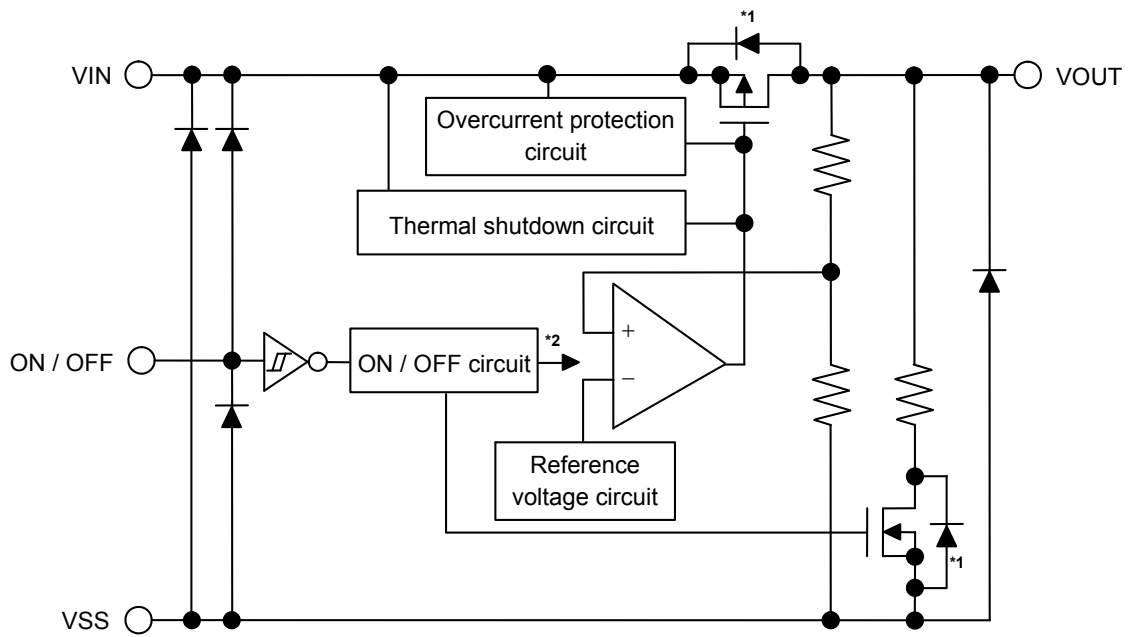 *1
VIN
VOUT
Overcurrent protection
circuit
Thermal shutdown circuit
+
*2
ON / OFF
ON / OFF circuit
−
Reference
voltage circuit
*1
VSS